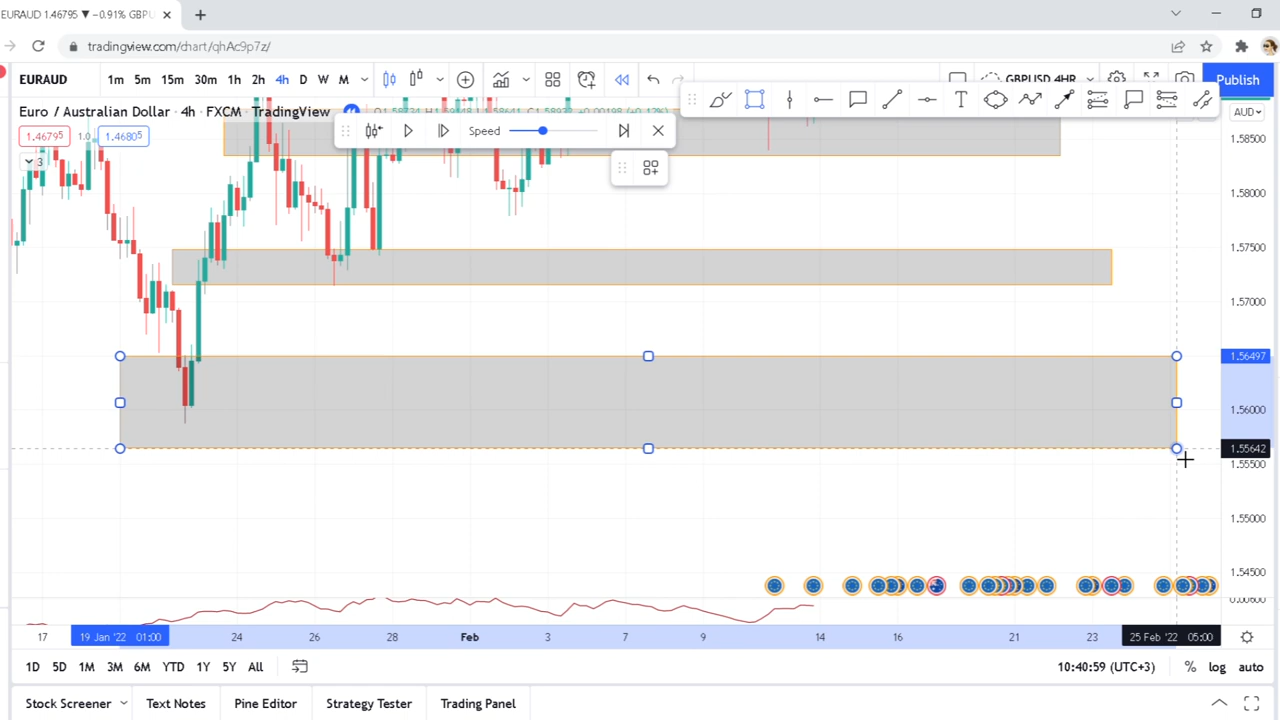 EURAUD 1.46795 ▼ −0.91% GBPU
tradingview.com/chart/qhAc9p7z/
EURAUD 1m 5m 15m 30m 1h 2h 4h D W M GBPUSD 4HR Publish
Euro / Australian Dollar · 4h · FXCM · TradingView
AUD
1.46795 1.0 1.46805
Speed
3
1.58500
1.58000
1.57500
1.57000
1.56497
1.56000
1.55642
1.55500
1.55000
1.54500
17 19 Jan '22 01:00 24 26 28 Feb 3 7 9 14 16 21 23 25 Feb '22 05:00
1D 5D 1M 3M 6M YTD 1Y 5Y All 10:40:59 (UTC+3) % log auto
Stock Screener Text Notes Pine Editor Strategy Tester Trading Panel